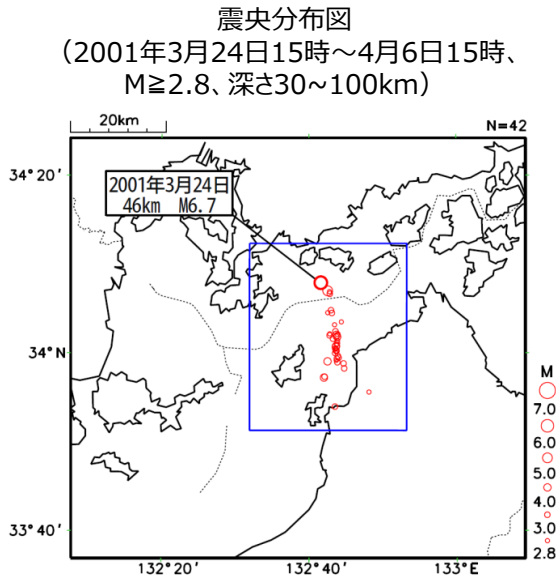 震央分布図
（2001年3月24日15時～4月6日15時、
M≧2.8、深さ30~100km）
20km
N=42
34°20′
2001年3月24日
46km M6.7
34°N
M
7.0
6.0
5.0
4.0
3.0
2.8
33°40′
132°20′
132°40′
133°E